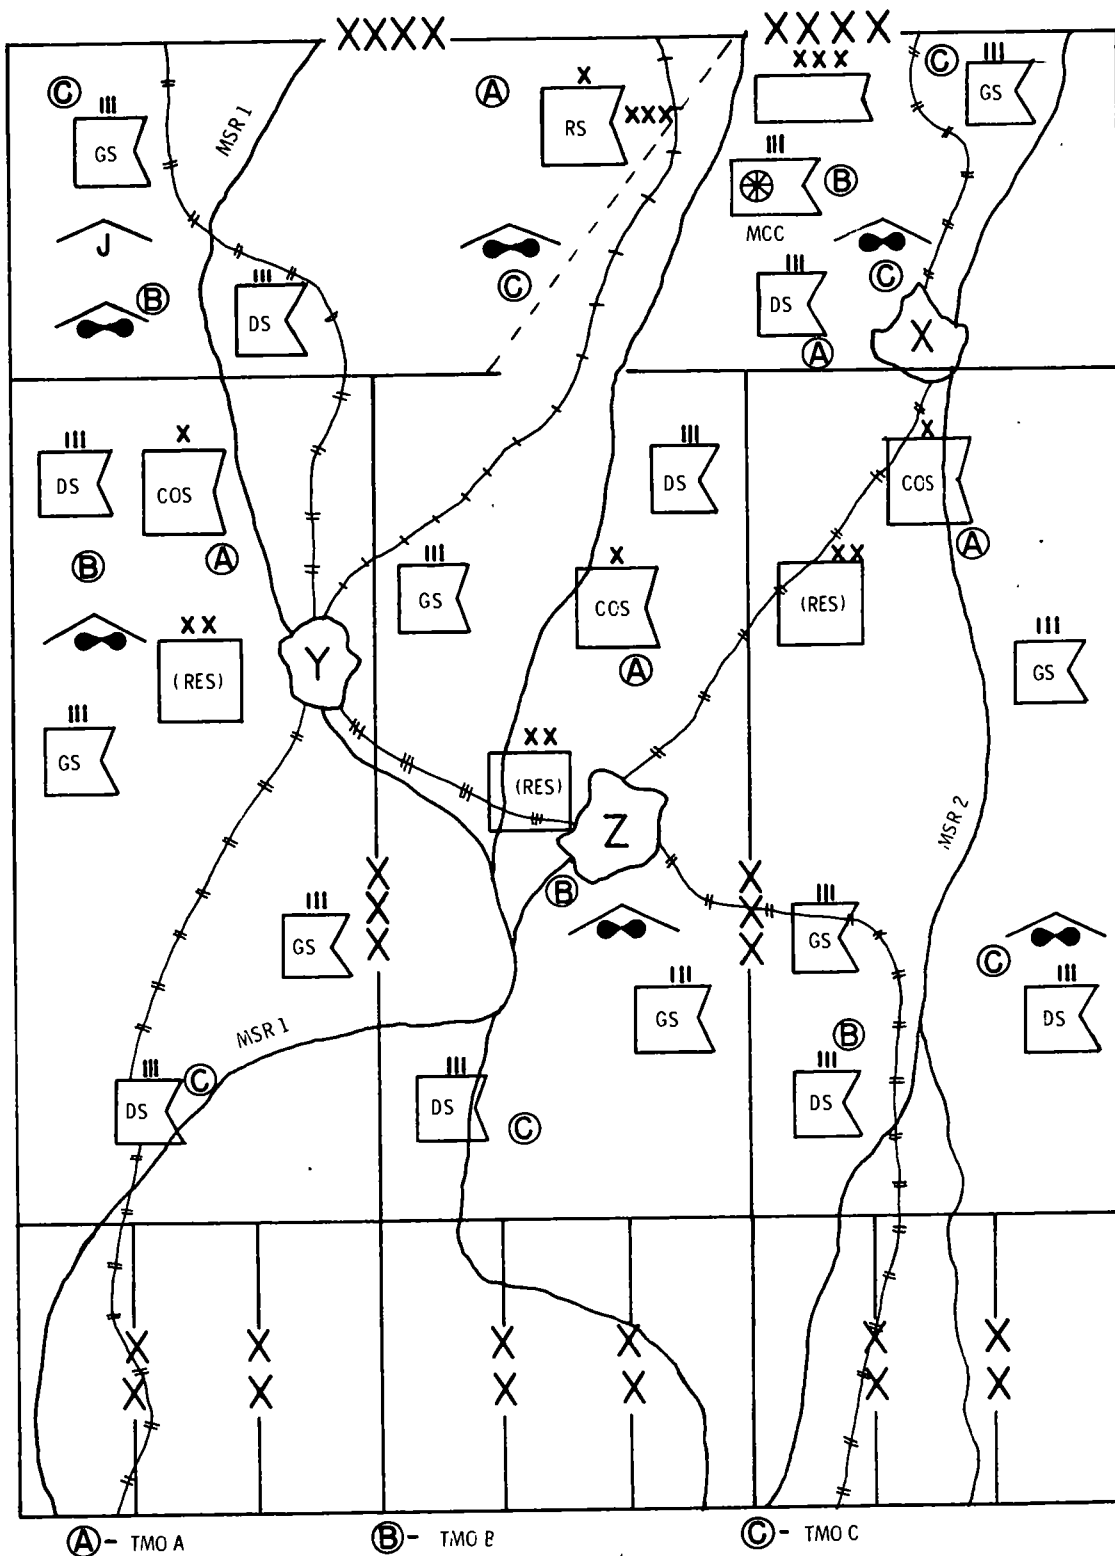 XXXX
XXXX
C
III
GS
MSR 1
A
X
RS
XXX
XXX
C
III
GS
III
B
MCC
J
B
III
DS
C
III
DS
C
A
X
III
DS
X
COS
A
III
DS
X
COS
A
B
XX
(RES)
III
GS
X
COS
A
XX
(RES)
III
GS
Y
III
GS
XX
(RES)
Z
MSR 2
B
XXX
XXX
III
GS
III
GS
C
III
GS
III
DS
MSR 1
B
III
DS
C
III
DS
C
III
DS
XX
XX
XX
XX
XX
XX
A - TMO A
B - TMO B
C - TMO C